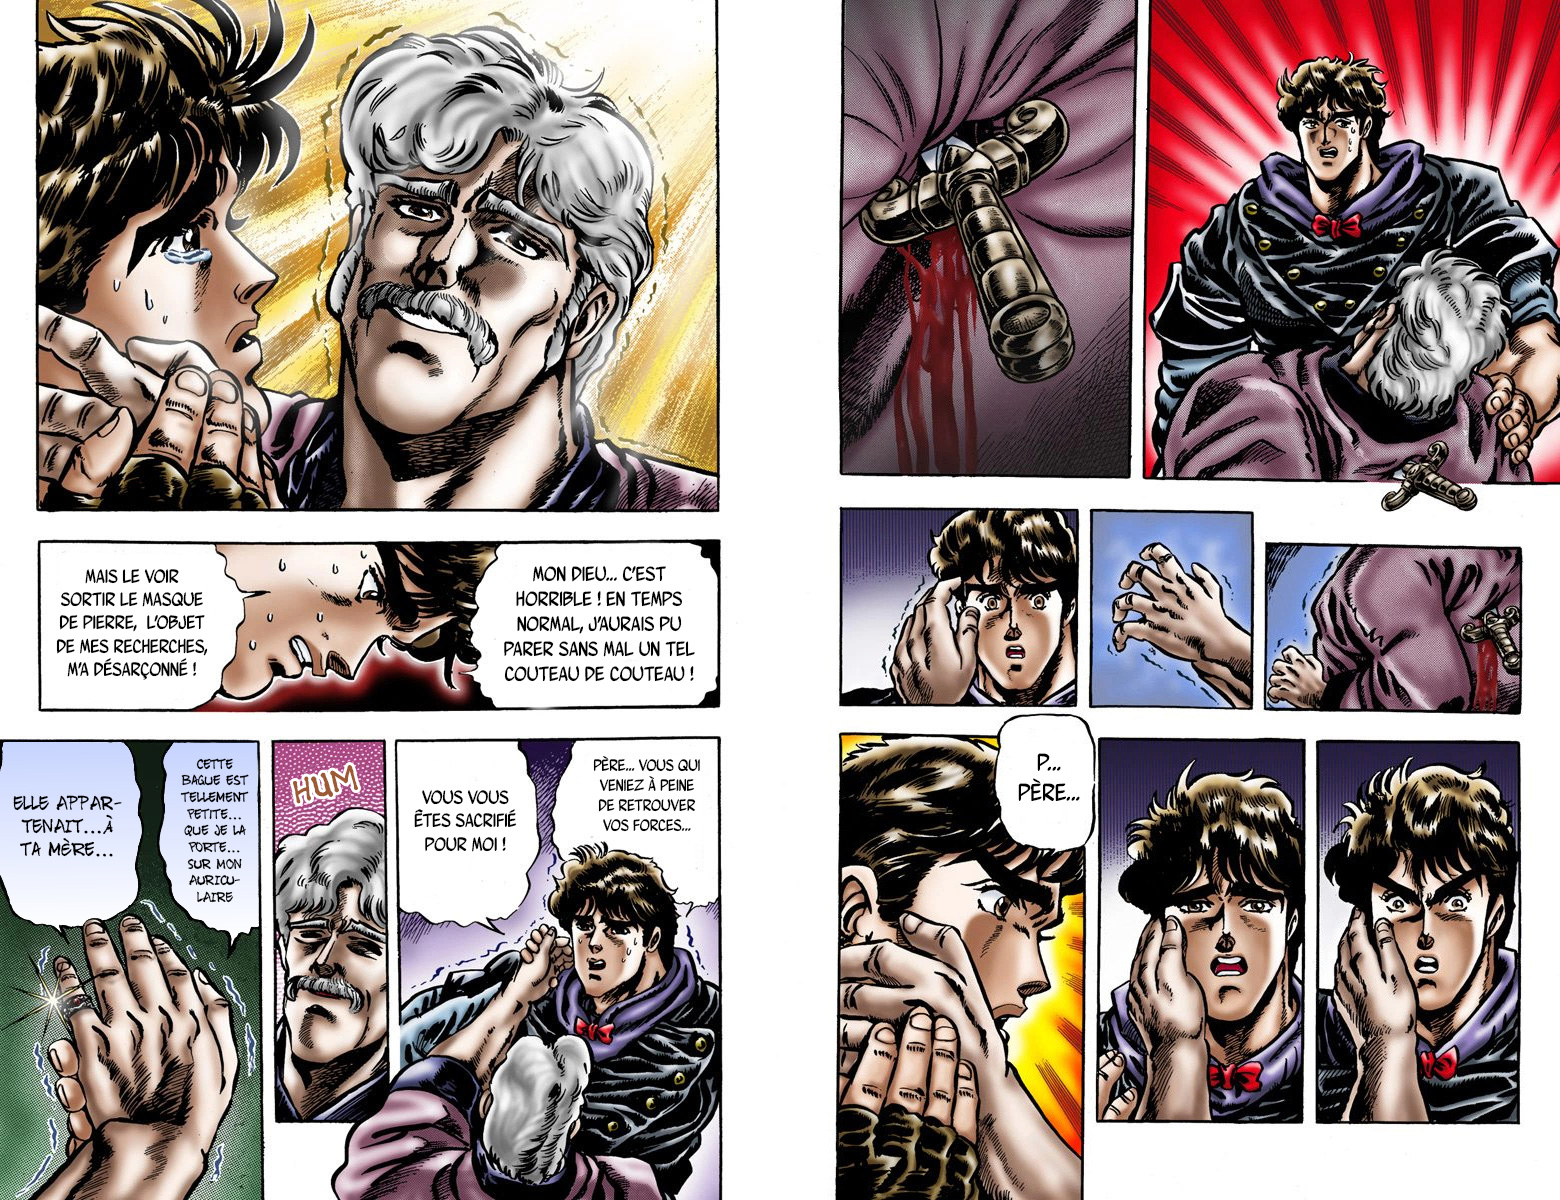 P...
PÈRE...
MON DIEU... C'EST
HORRIBLE ! EN TEMPS
NORMAL, J'AURAIS PU
PARER SANS MAL UN TEL
COUTEAU DE COUTEAU !
MAIS LE VOIR
SORTIR LE MASQUE
DE PIERRE, L'OBJET
DE MES RECHERCHES,
M'A DÉSARÇONNÉ !
PÈRE... VOUS QUI
VENIEZ À PEINE
DE RETROUVER
VOS FORCES...
VOUS VOUS
ÊTES SACRIFIÉ
POUR MOI !
HUM
CETTE
BAGUE EST
TELLEMENT
PETITE...
QUE JE LA
PORTE...
SUR MON
AURICU-
LAIRE
ELLE APPAR-
TENAIT...À
TA MÈRE...